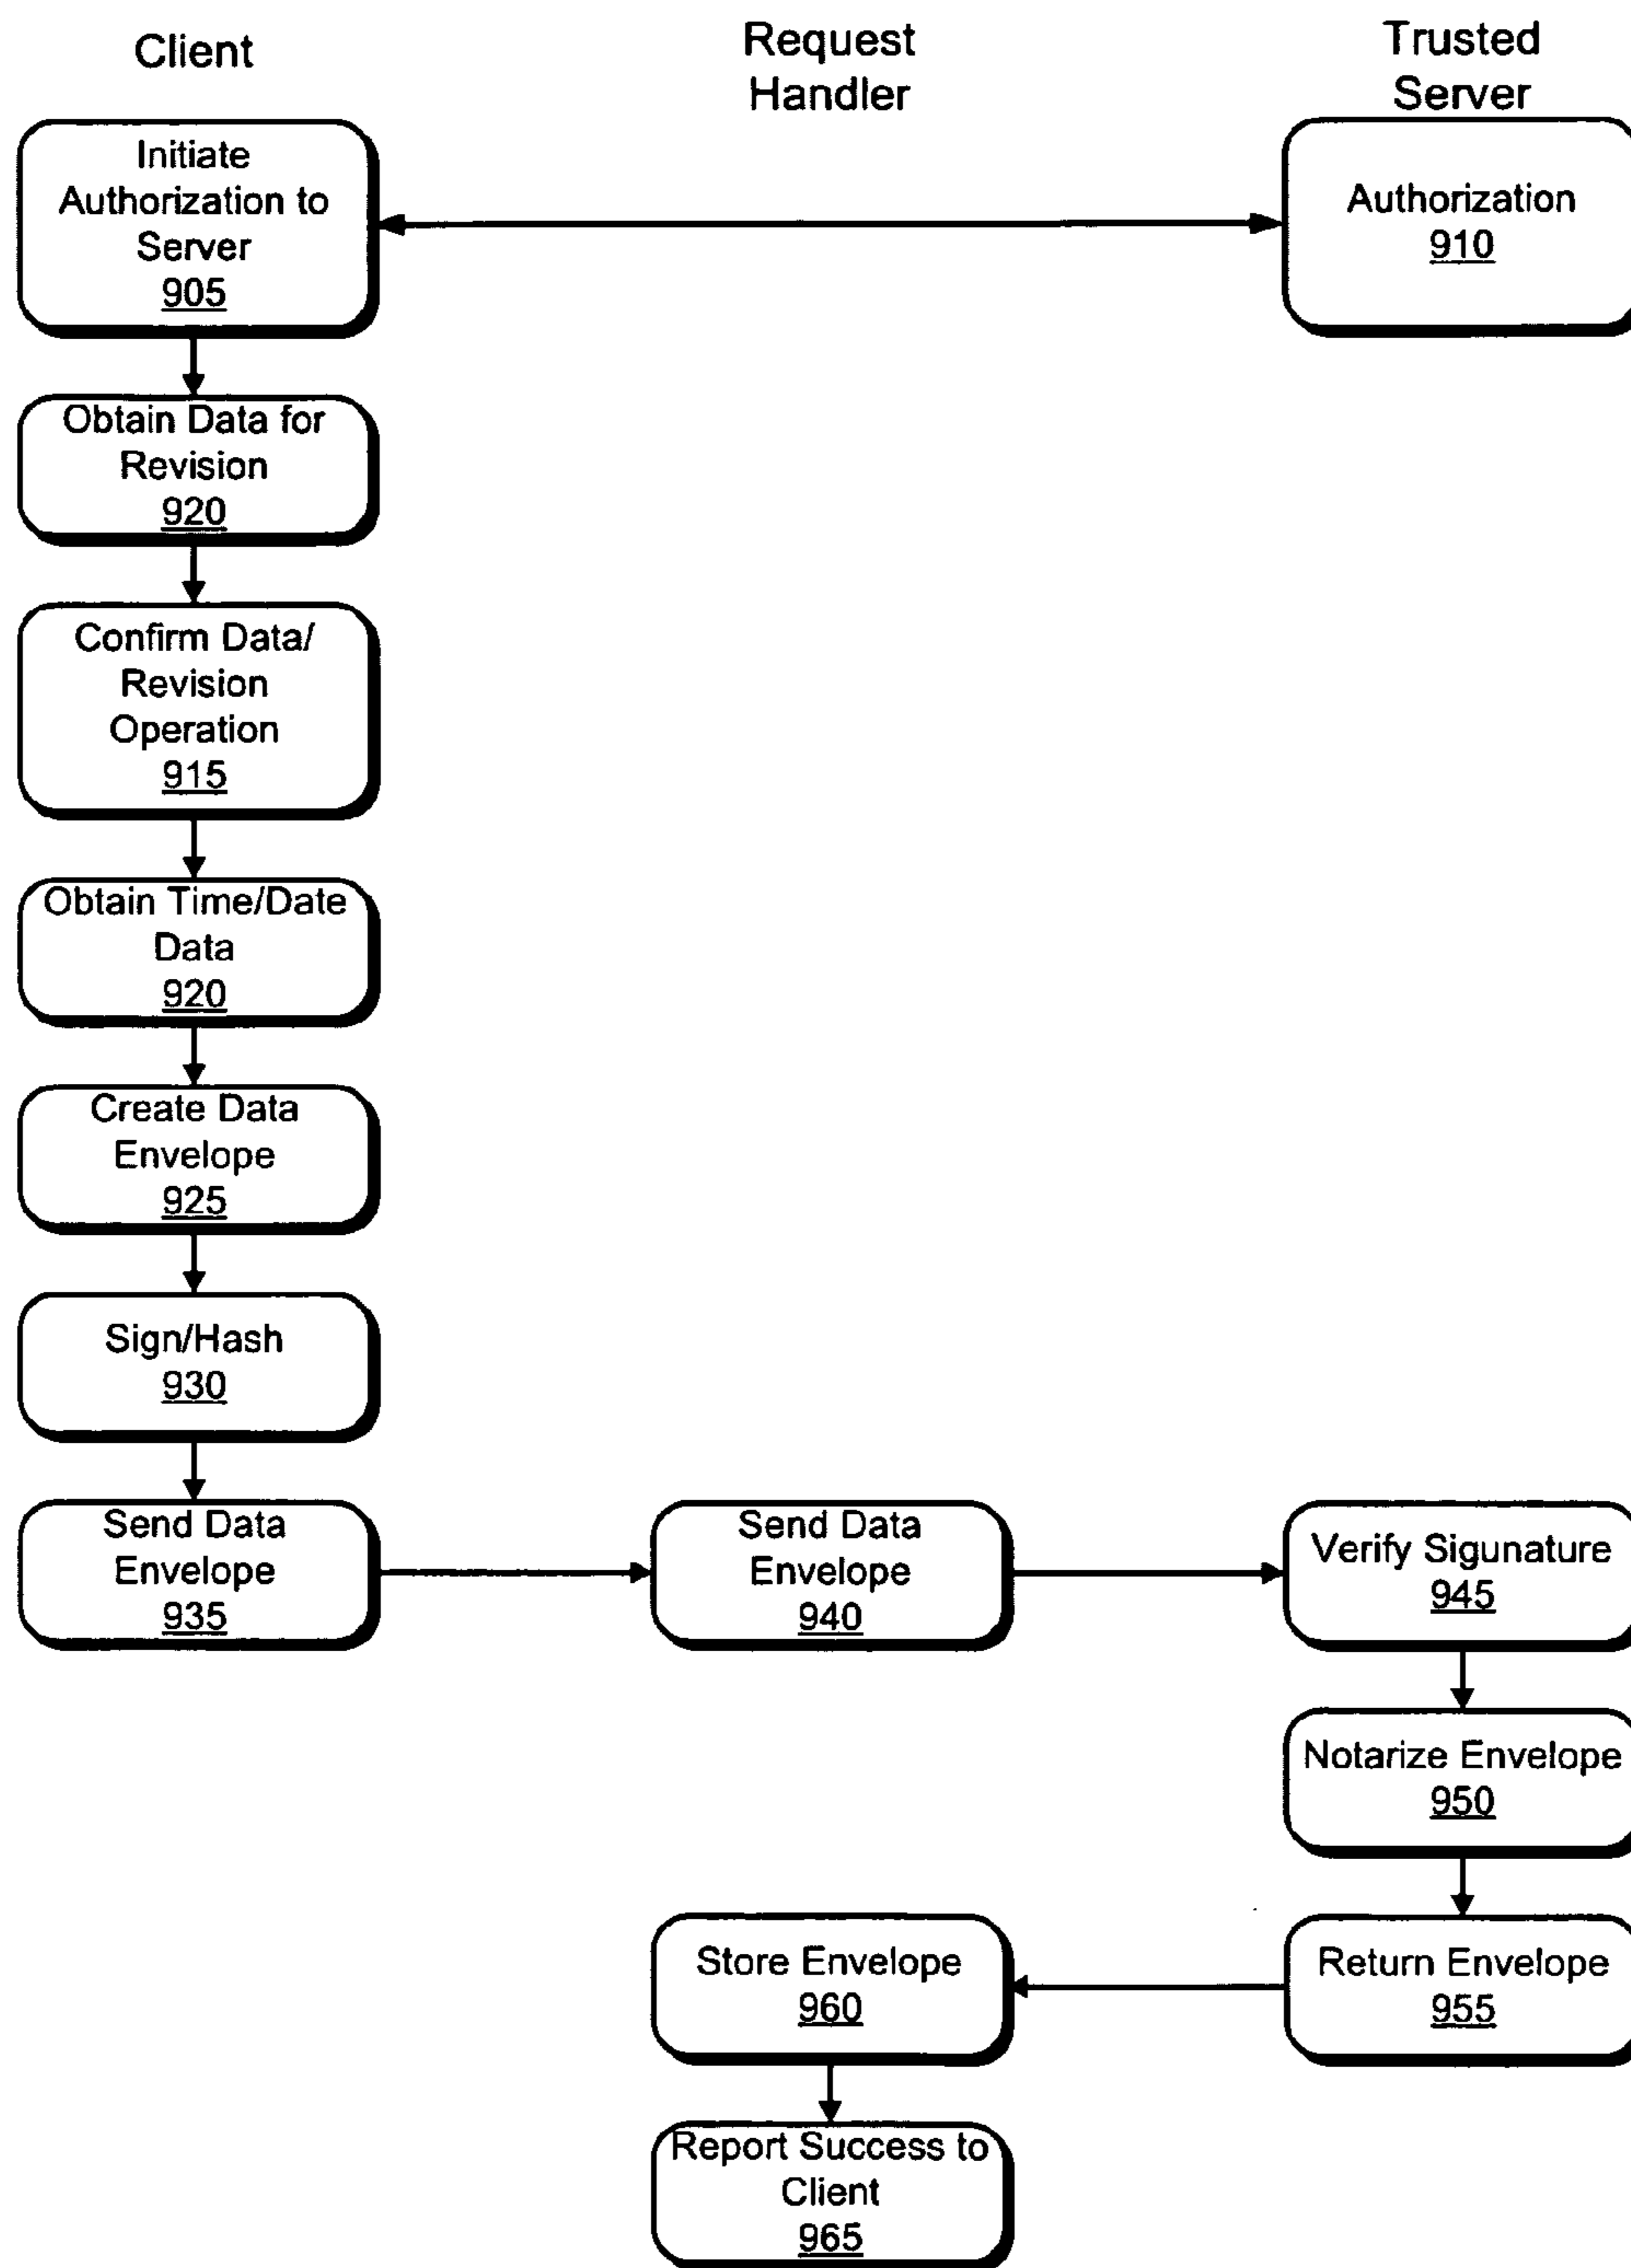 Client
Request
Handler
Trusted
Server
Initiate
Authorization to
Server
905
Authorization
910
Obtain Data for
Revision
920
Confirm Data/
Revision
Operation
915
Obtain Time/Date
Data
920
Create Data
Envelope
925
Sign/Hash
930
Send Data
Envelope
935
Send Data
Envelope
940
Verify Sigunature
945
Notarize Envelope
950
Return Envelope
955
Store Envelope
960
Report Success to
Client
965